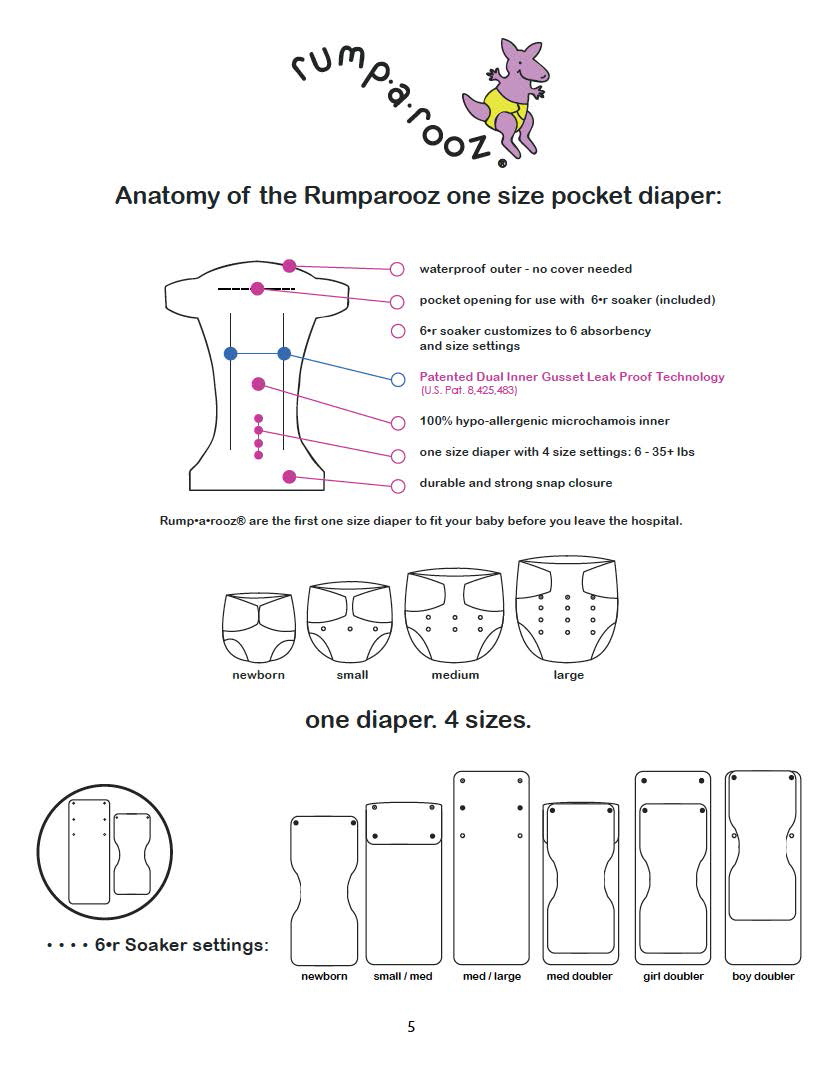 rump•a•rooz®
Anatomy of the Rumparooz one size pocket diaper:
waterproof outer - no cover needed
pocket opening for use with 6•r soaker (included)
6•r soaker customizes to 6 absorbency
and size settings
Patented Dual Inner Gusset Leak Proof Technology
(U.S. Pat. 8,425,483)
100% hypo-allergenic microchamois inner
one size diaper with 4 size settings: 6 - 35+ lbs
durable and strong snap closure
Rump•a•rooz® are the first one size diaper to fit your baby before you leave the hospital.
newborn small medium large
one diaper. 4 sizes.
• • • • 6•r Soaker settings:
newborn small / med med / large med doubler girl doubler boy doubler
5